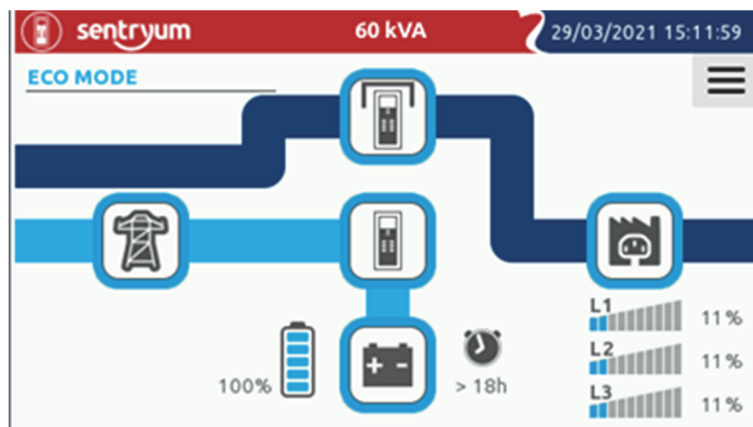 sentryum 60 kVA 29/03/2021 15:11:59
ECO MODE
L1 11%
L2 11%
100% > 18h
L3 11%